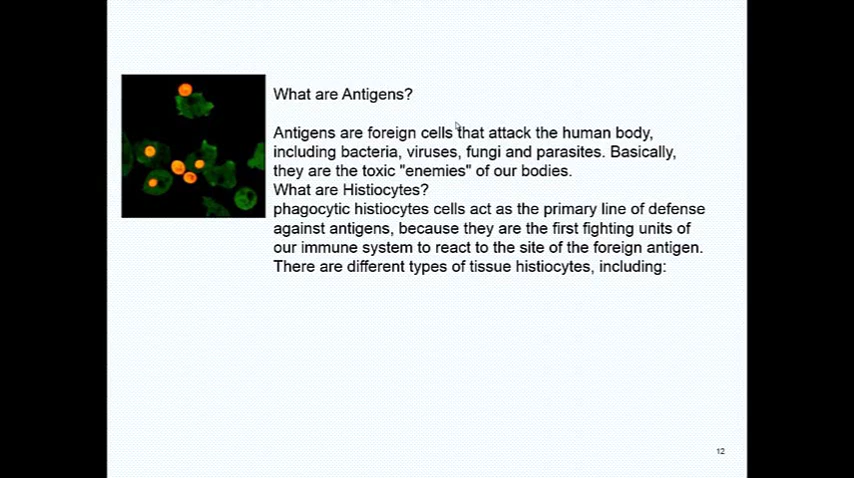 What are Antigens?
Antigens are foreign cells that attack the human body,
including bacteria, viruses, fungi and parasites. Basically,
they are the toxic "enemies" of our bodies.
What are Histiocytes?
phagocytic histiocytes cells act as the primary line of defense
against antigens, because they are the first fighting units of
our immune system to react to the site of the foreign antigen.
There are different types of tissue histiocytes, including:
12